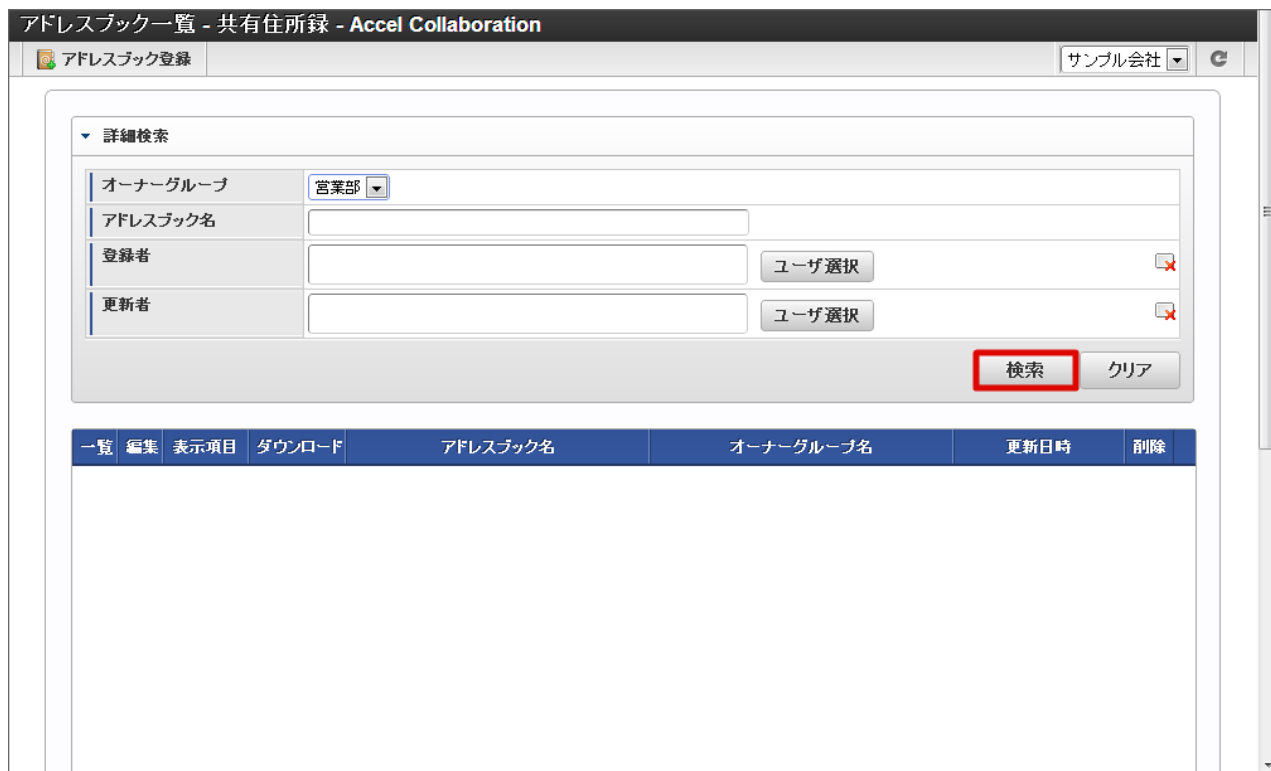 アドレスブック一覧 - 共有住所録 - Accel Collaboration
アドレスブック登録 サンプル会社
詳細検索
オーナーグループ 営業部
アドレスブック名
登録者 ユーザ選択
更新者 ユーザ選択
検索 クリア
一覧 編集 表示項目 ダウンロード アドレスブック名 オーナーグループ名 更新日時 削除